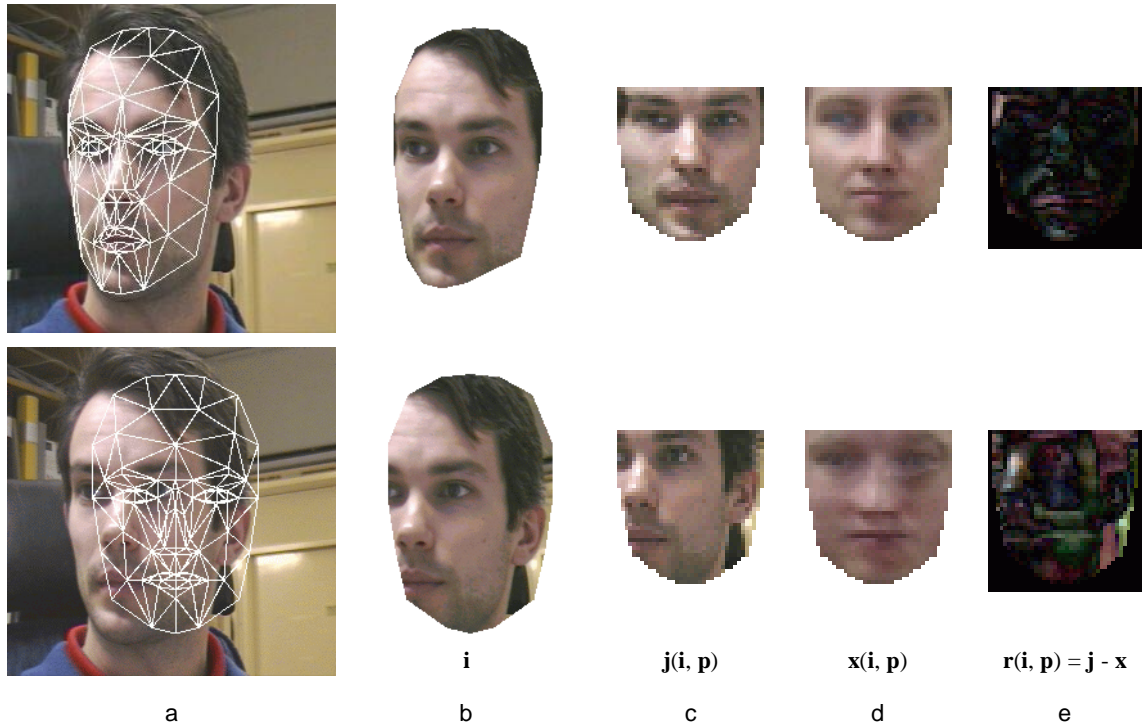 i j(i, p) x(i, p) r(i, p) = j - x
a b c d e